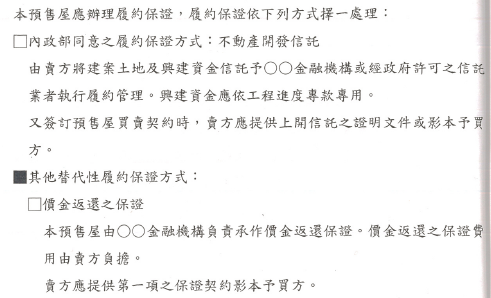 本預售屋應辦理履約保證，履約保證依下列方式擇一處理：
□內政部同意之履約保證方式：不動產開發信託
由賣方將建案土地及興建資金信託予○○金融機構或經政府許可之信託
業者執行履約管理。興建資金應依工程進度專款專用。
又簽訂預售屋買賣契約時，賣方應提供上開信託之證明文件或影本予買
方。
■其他替代性履約保證方式：
□價金返還之保證
本預售屋由○○金融機構負責承作價金返還保證。價金返還之保證費
用由賣方負擔。
賣方應提供第一項之保證契約影本予買方。